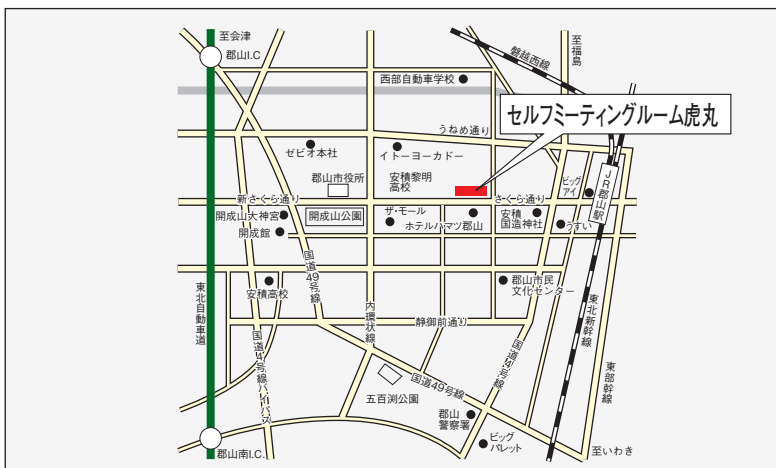 至会津
郡山I.C
西部自動車学校
磐越西線
至福島
セルフミーティングルーム虎丸
うねめ通り
ゼビオ本社
イトーヨーカドー
郡山市役所
安積黎明
高校
ビッグ
アイ
JR郡山駅
新さくら通り
さくら通り
開成山大神宮
開成山公園
ザ・モール
ホテルハマツ郡山
安積
国造神社
うすい
開成館
国道49号線
安積高校
郡山市民
文化センター
東北自動車道
内環状線
静御前通り
東北新幹線
国道4号線バイパス
国道4号線
東部幹線
国道49号線
五百渕公園
郡山
警察署
ビッグ
パレット
至いわき
郡山南I.C.